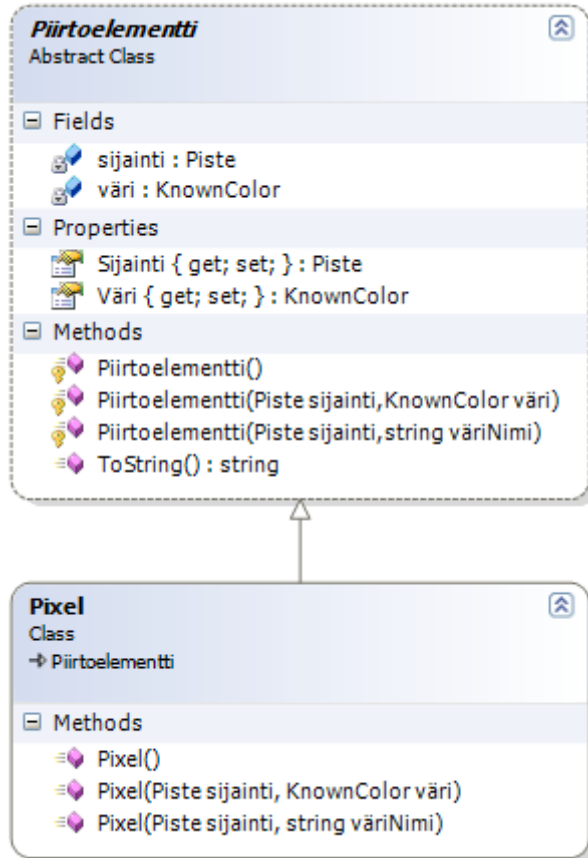 Piirtoelementti
Abstract Class
Fields
sijainti : Piste
väri : KnownColor
Properties
Sijainti { get; set; } : Piste
Väri { get; set; } : KnownColor
Methods
Piirtoelementti()
Piirtoelementti(Piste sijainti,KnownColor väri)
Piirtoelementti(Piste sijainti,string väriNimi)
ToString() : string
Pixel
Class
Piirtoelementti
Methods
Pixel()
Pixel(Piste sijainti, KnownColor väri)
Pixel(Piste sijainti, string väriNimi)